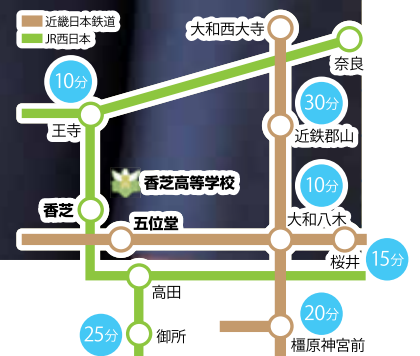 近畿日本鉄道
JR西日本
大和西大寺
奈良
10分
王寺
30分
近鉄郡山
香芝高等学校
10分
香芝
五位堂
大和八木
桜井
15分
高田
20分
25分
御所
橿原神宮前